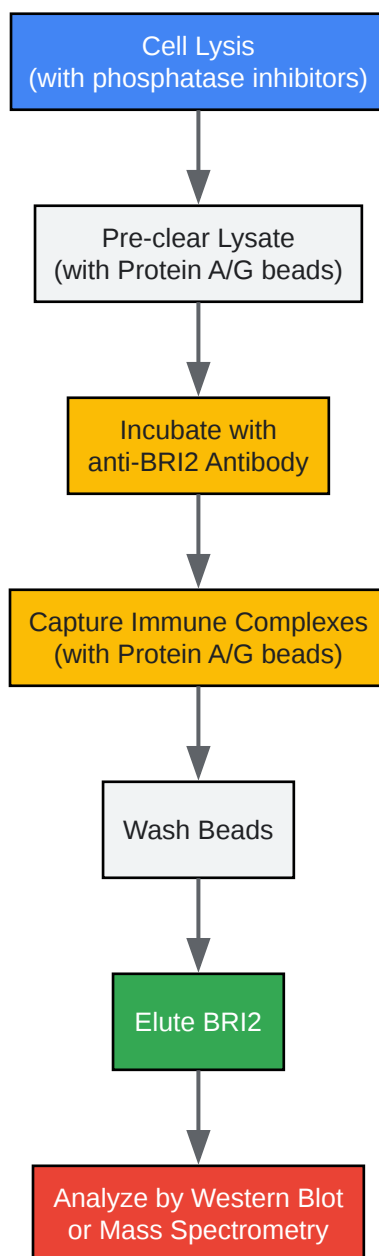 Cell Lysis
(with phosphatase inhibitors)
Pre-clear Lysate
(with Protein A/G beads)
Incubate with
anti-BRI2 Antibody
Capture Immune Complexes
(with Protein A/G beads)
Wash Beads
Elute BRI2
Analyze by Western Blot
or Mass Spectrometry